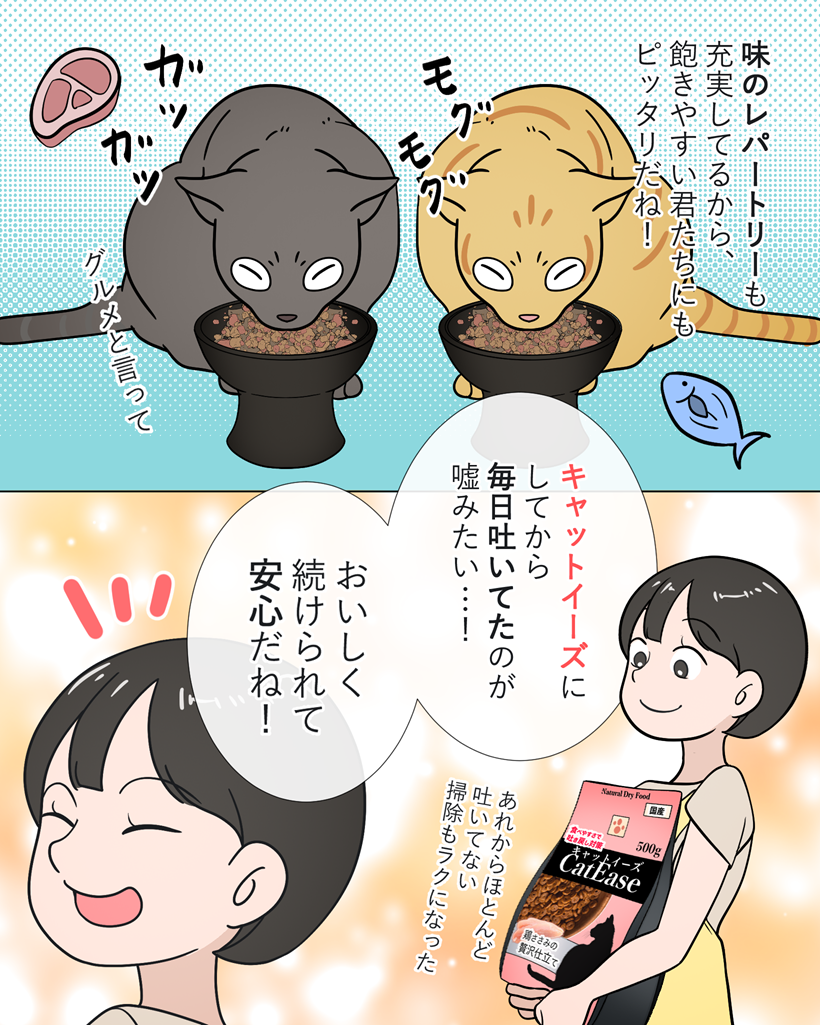 味のレパートリーも
充実してるから、
飽きやすい君たちにも
ピッタリだね！
モグ
モグ
ガッ
ガッ
グルメと言って
キャットイーズに
してから
毎日吐いてたのが
嘘みたい…！
おいしく
続けられて
安心だね！
あれからほとんど
吐いてない
掃除もラクになった
Natural Dry Food
国産
500g
食べやすさで
吐き戻し対策
キャットイーズ
CatEase
鶏ささみの
贅沢仕立て